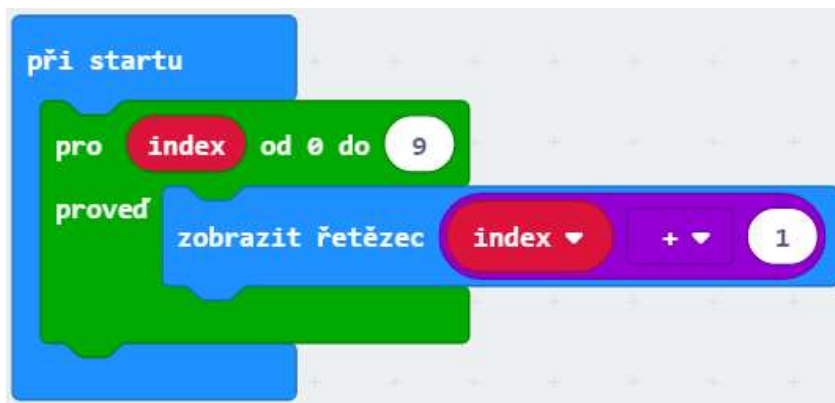 při startu
pro index od 0 do 9
proveď
zobrazit řetězec index + 1